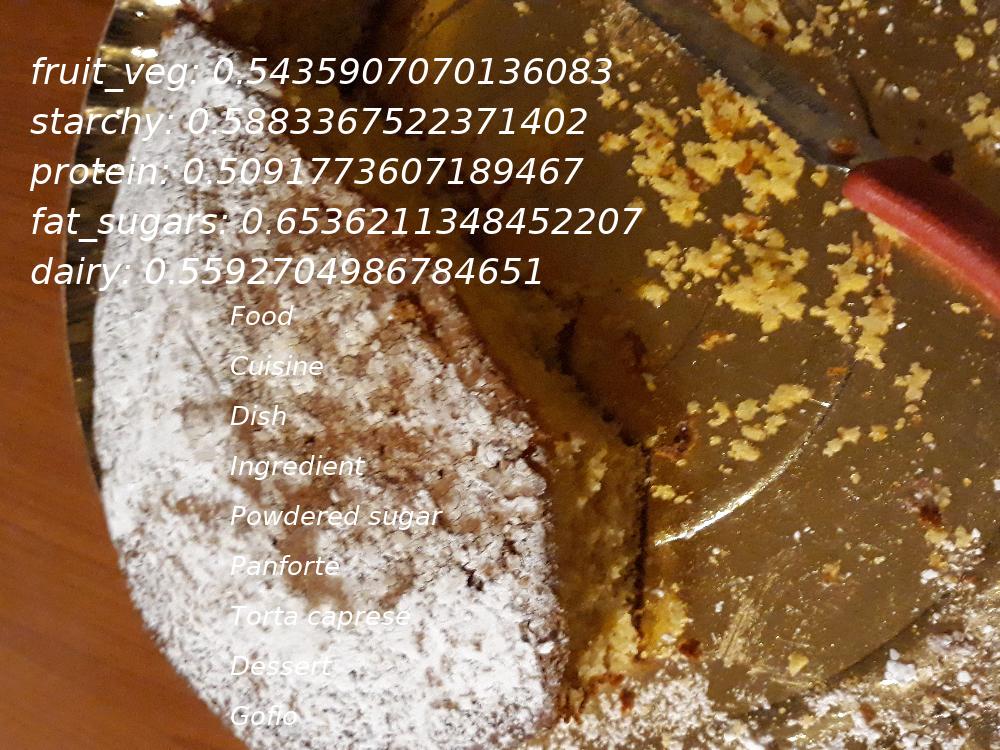 fruit_veg: 0.5435907070136083
starchy: 0.5883367522371402
protein: 0.5091773607189467
fat_sugars: 0.6536211348452207
dairy: 0.5592704986784651
Food
Cuisine
Dish
Ingredient
Powdered sugar
Panforte
Torta caprese
Dessert
Gofio